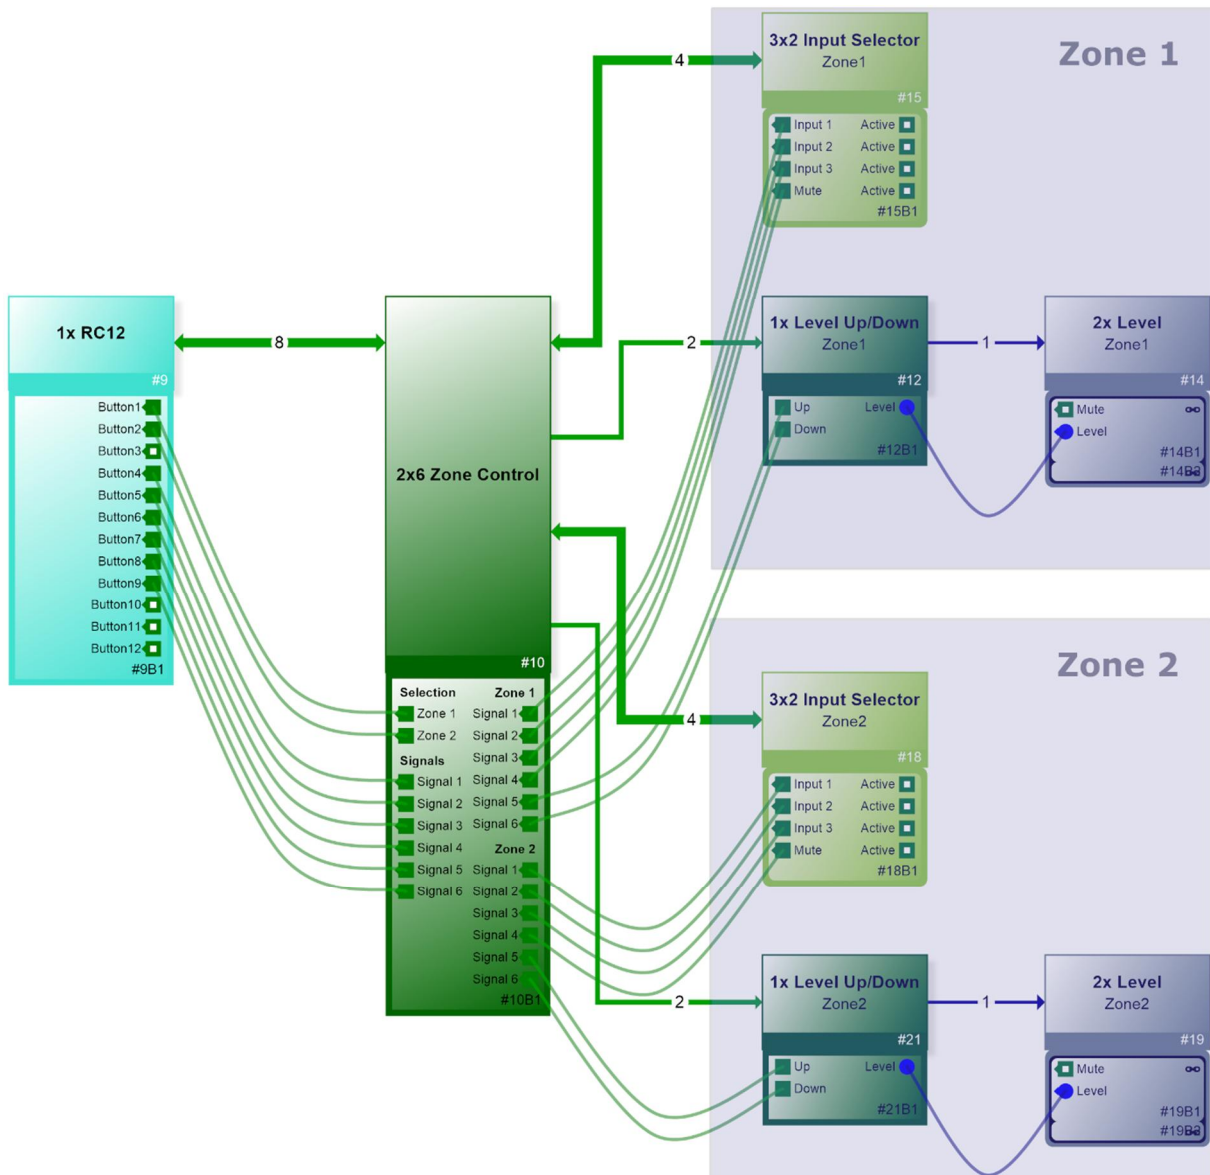 Zone 1
3x2 Input Selector
Zone1
#15
Input 1 Active
Input 2 Active
Input 3 Active
Mute Active
#15B1
4
1x RC12
#9
Button1
Button2
Button3
Button4
Button5
Button6
Button7
Button8
Button9
Button10
Button11
Button12
#9B1
8
2x6 Zone Control
#10
Selection Zone 1
Zone 1 Signal 1
Zone 2 Signal 2
Signals Signal 3
Signal 1 Signal 4
Signal 2 Signal 5
Signal 3 Signal 6
Signal 4 Zone 2
Signal 5 Signal 1
Signal 6 Signal 2
Signal 3
Signal 4
Signal 5
Signal 6
#10B1
2
1x Level Up/Down
Zone1
#12
Up Level
Down
#12B1
1
2x Level
Zone1
#14
Mute
Level
#14B1
Zone 2
4
3x2 Input Selector
Zone2
#18
Input 1 Active
Input 2 Active
Input 3 Active
Mute Active
#18B1
2
1x Level Up/Down
Zone2
#21
Up Level
Down
#21B1
1
2x Level
Zone2
#19
Mute
Level
#19B1